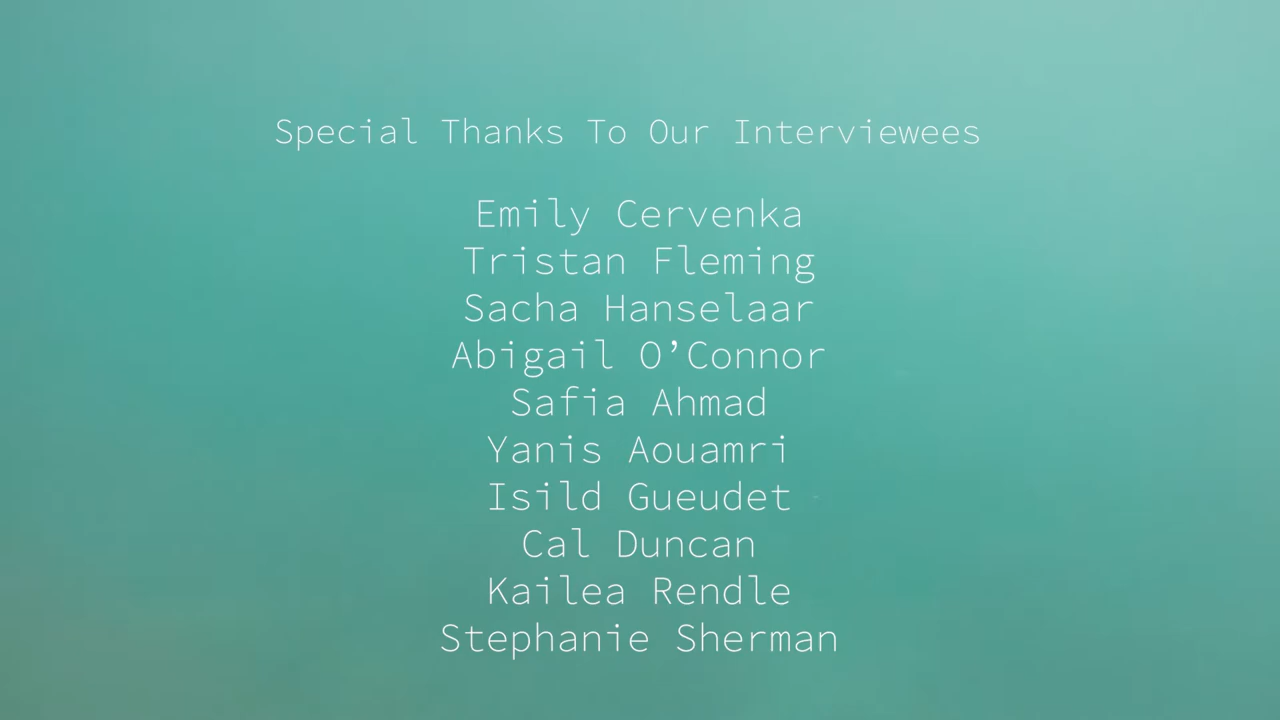 Special Thanks To Our Interviewees
Emily Cervenka
Tristan Fleming
Sacha Hanselaar
Abigail O’Connor
Safia Ahmad
Yanis Aouamri
Isild Gueudet
Cal Duncan
Kailea Rendle
Stephanie Sherman